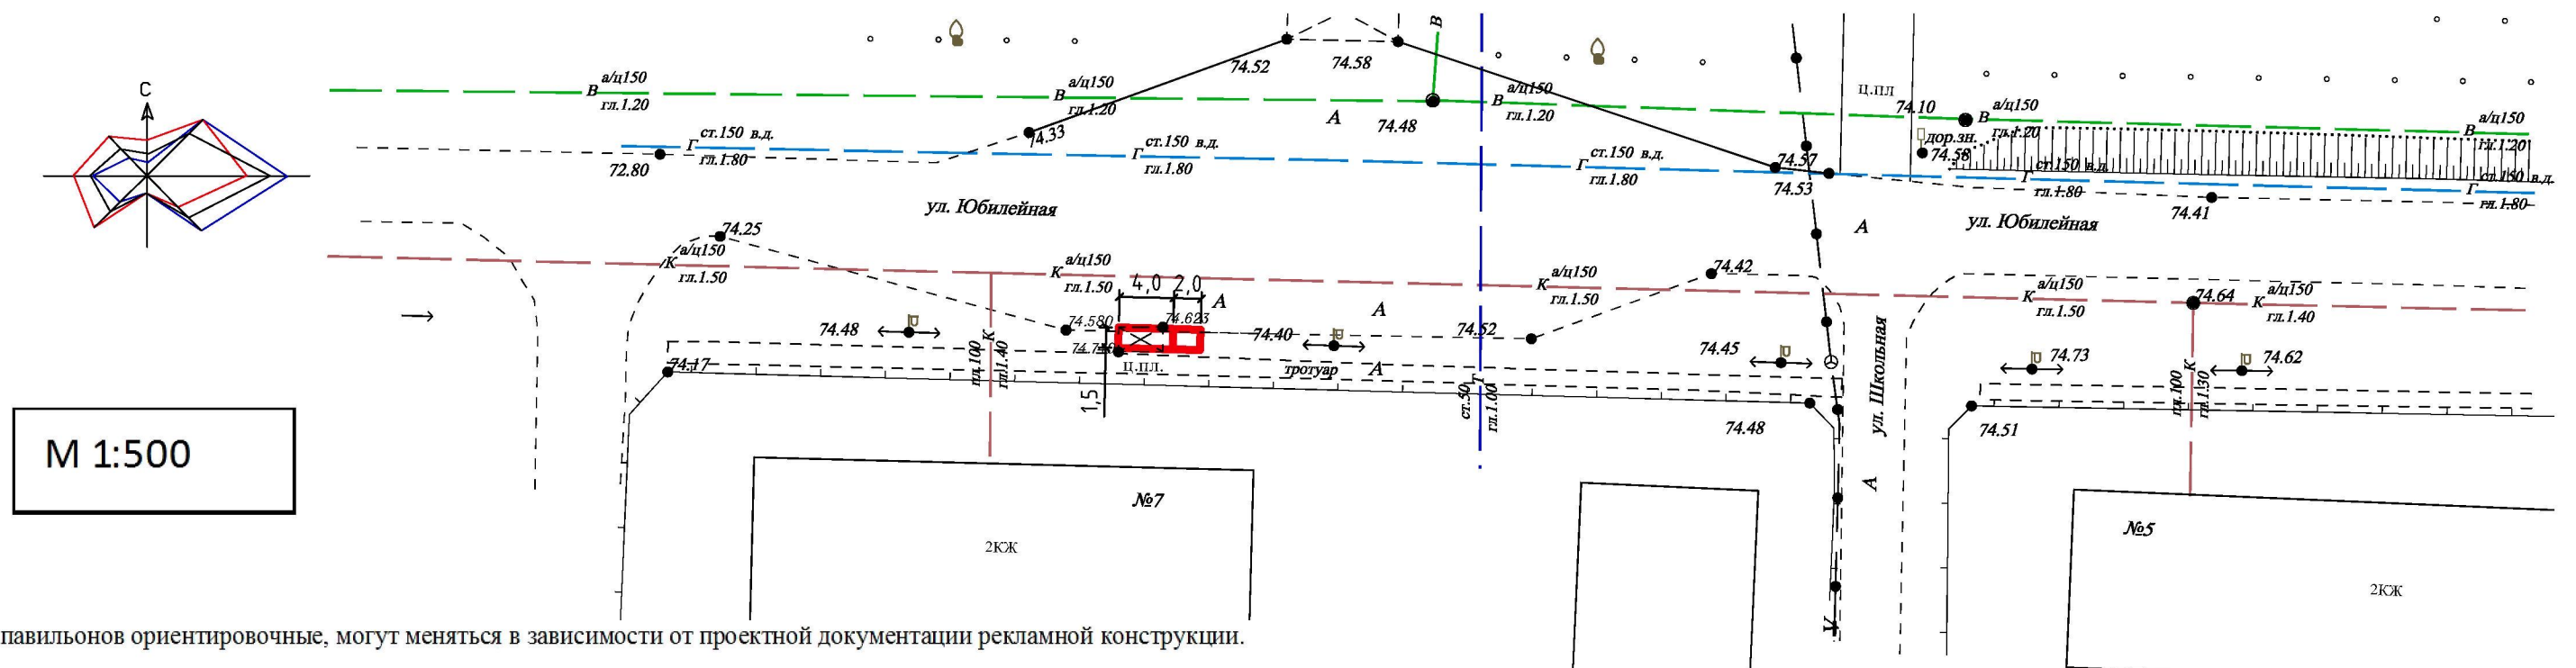 С
М 1:500
В
а/ц150
гл.1.20
В
а/ц150
гл.1.20
74.52
74.58
В
А
74.48
В
а/ц150
гл.1.20
ц.пл
74.10
В
а/ц150
гл.1.20
дор.зн.
74.58
В
а/ц150
гл.1.20
72.80
Г
ст.150 в.д.
гл.1.80
74.33
Г
ст.150 в.д.
гл.1.80
Г
ст.150 в.д.
гл.1.80
74.57
74.53
Г
ст.150 в.д.
гл.1.80
74.41
Г
ст.150 в.д.
гл.1.80
ул. Юбилейная
А
ул. Юбилейная
74.25
К
а/ц150
гл.1.50
К
а/ц150
гл.1.50
4,0
2,0
А
А
К
а/ц150
гл.1.50
74.42
К
а/ц150
гл.1.50
74.64
К
а/ц150
гл.1.40
74.48
74.580
74.623
74.40
74.52
74.45
74.73
74.62
74.17
пл.100
К
гл.1.40
ц.пл.
1,5
тротуар
А
ст.50
Т
гл.1.00
74.48
ул. Школьная
А
74.51
пл.100
К
гл.1.30
№7
2КЖ
№5
2КЖ
павильонов ориентировочные, могут меняться в зависимости от проектной документации рекламной конструкции.